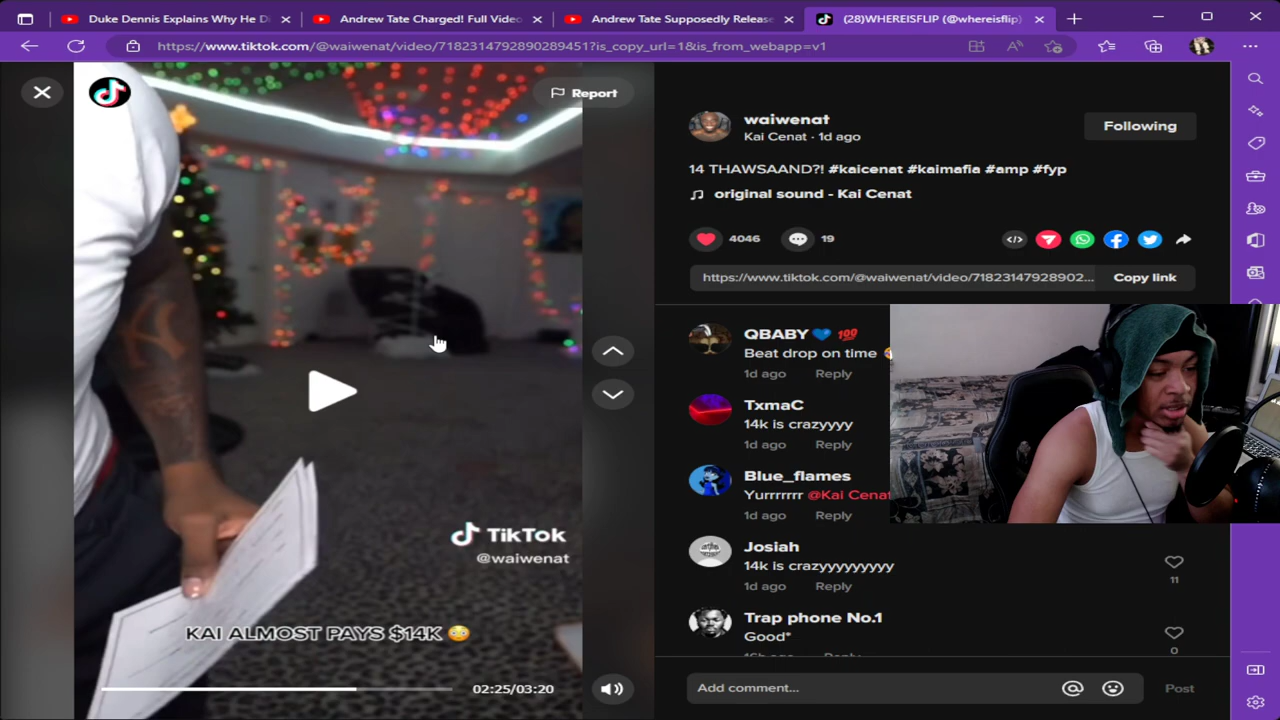 Duke Dennis Explains Why He D
Andrew Tate Charged! Full Vide
Andrew Tate Supposedly Release
(28)WHEREISFLIP (@whereisflip)
https://www.tiktok.com/@waiwenat/video/7182314792890289451?is_copy_url=1&is_from_webapp=v1
Report
waiwenat
Kai Cenat · 1d ago
Following
14 THAWSAAND?! #kaicenat #kaimafia #amp #fyp
original sound - Kai Cenat
4046
19
https://www.tiktok.com/@waiwenat/video/71823147928902...
Copy link
QBABY💙 💯
Beat drop on time
1d ago Reply
TxmaC
14k is crazyyyy
1d ago Reply
Blue_flames
Yurrrrrrr @Kai Cenat
1d ago Reply
Josiah
14k is crazyyyyyyyyy
1d ago Reply
11
Trap phone No.1
Good*
0
TikTok
@waiwenat
KAI ALMOST PAYS $14K 😳
02:25/03:20
Add comment...
Post